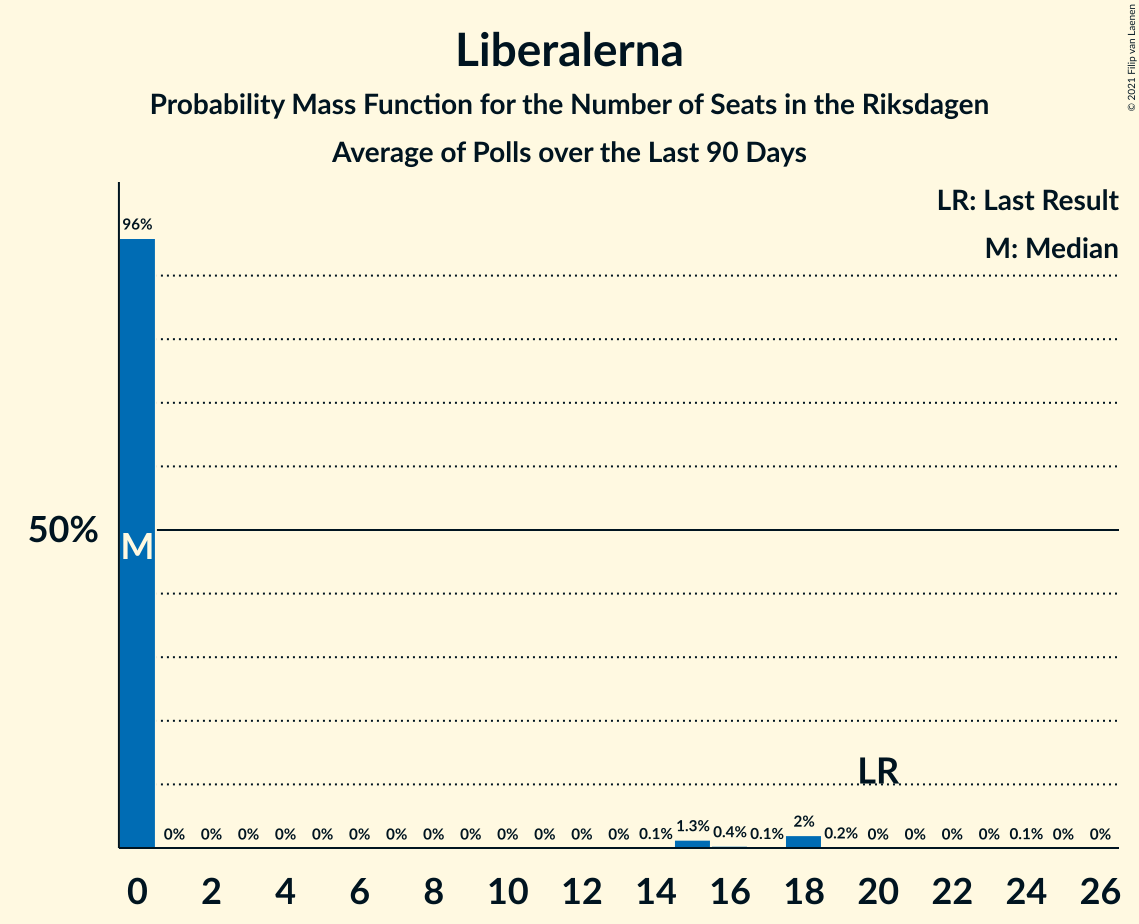 Liberalerna
Probability Mass Function for the Number of Seats in the Riksdagen
Average of Polls over the Last 90 Days
© 2021 Filip van Laenen
LR: Last Result
M: Median
96%
50%
M
LR
0% 0% 0% 0% 0% 0% 0% 0% 0% 0% 0% 0% 0% 0.1% 1.3% 0.4% 0.1% 2% 0.2% 0% 0% 0% 0% 0.1% 0% 0%
0 2 4 6 8 10 12 14 16 18 20 22 24 26